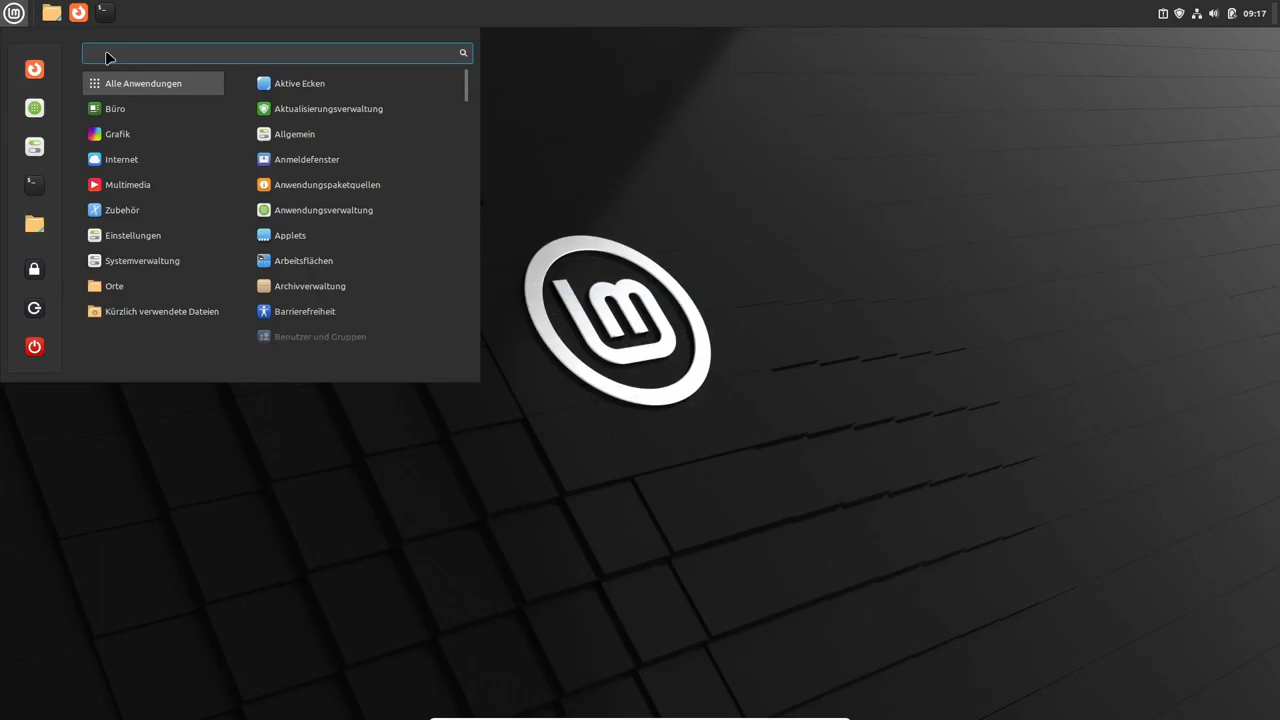 09:17
Alle Anwendungen
Büro
Grafik
Internet
Multimedia
Zubehör
Einstellungen
Systemverwaltung
Orte
Kürzlich verwendete Dateien
Aktive Ecken
Aktualisierungsverwaltung
Allgemein
Anmeldefenster
Anwendungspaketquellen
Anwendungsverwaltung
Applets
Arbeitsflächen
Archivverwaltung
Barrierefreiheit
Benutzer und Gruppen